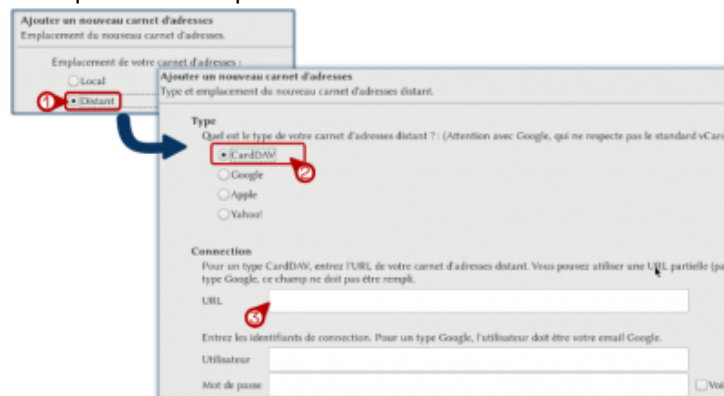 Ajouter un nouveau carnet d'adresses
Emplacement du nouveau carnet d'adresses.
Emplacement de votre carnet d'adresses :
Local
1
Distant
Ajouter un nouveau carnet d'adresses
Type et emplacement du nouveau carnet d'adresses distant.
Type
Quel est le type de votre carnet d'adresses distant ? : (Attention avec Google, qui ne respecte pas le standard vCard
CardDAV
2
Google
Apple
Yahoo!
Connection
Pour un type CardDAV, entrez l'URL de votre carnet d'adresses distant. Vous pouvez utiliser une URL partielle (pa
type Google, ce champ ne doit pas être rempli.
URL
3
Entrez les identifiants de connection. Pour un type Google, l'utilisateur doit être votre email Google.
Utilisateur
Mot de passe
Voi